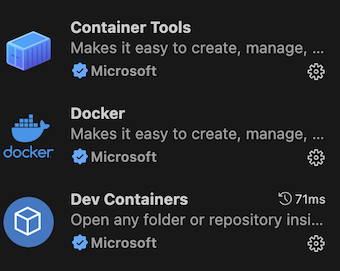 Container Tools
Makes it easy to create, manage, ...
Microsoft
Docker
Makes it easy to create, manage, ...
docker
Microsoft
Dev Containers 71ms
Open any folder or repository insi...
Microsoft